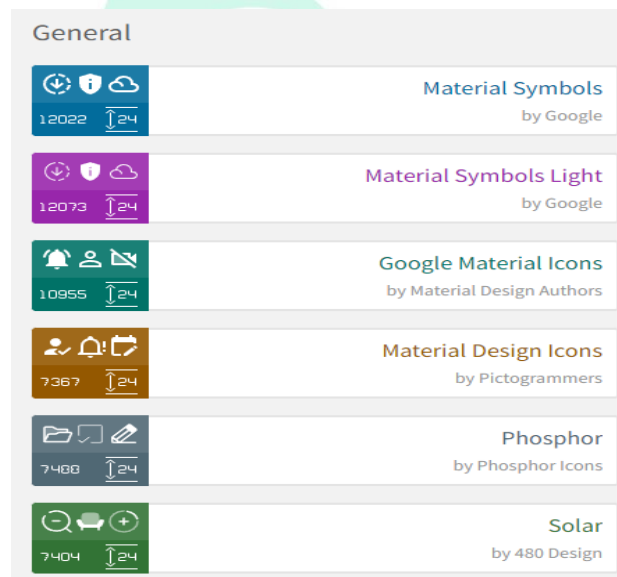 General
Material Symbols
12022 24
by Google
Material Symbols Light
12073 24
by Google
Google Material Icons
10955 24
by Material Design Authors
Material Design Icons
7367 24
by Pictogrammers
Phosphor
7488 24
by Phosphor Icons
Solar
7404 24
by 480 Design